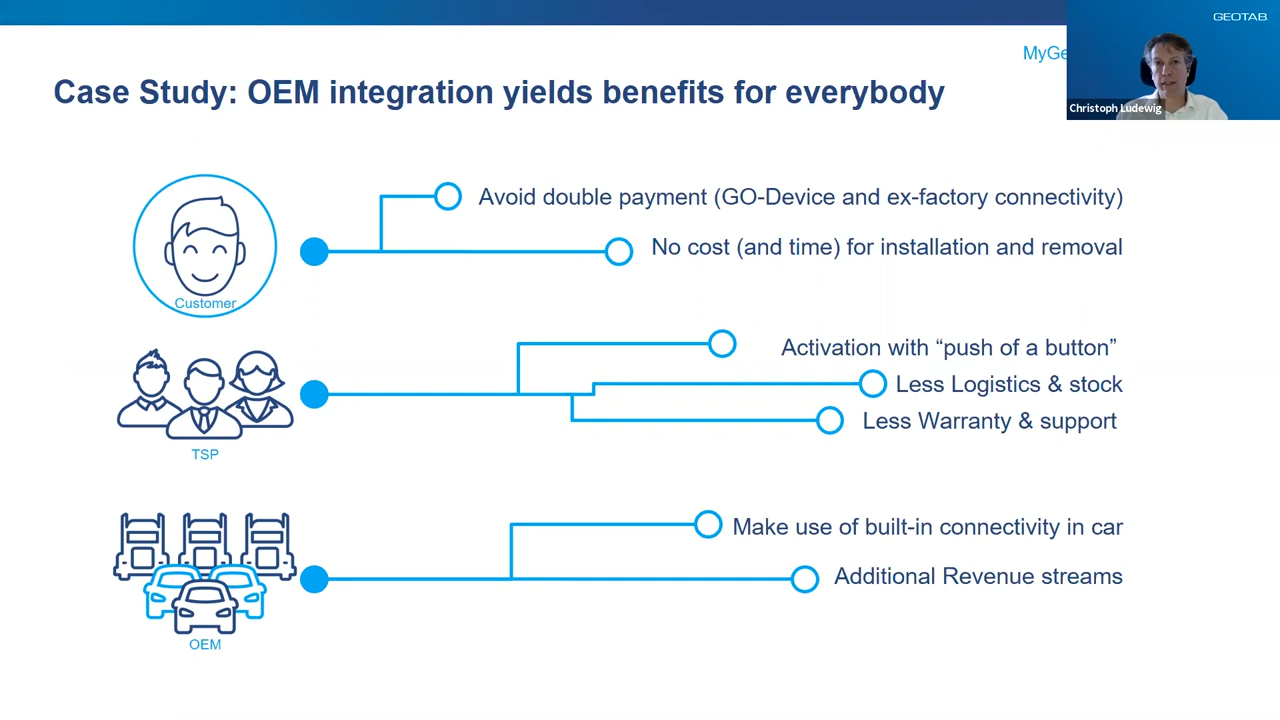 GEOTAB
MyGe
Christoph Ludewig
Case Study: OEM integration yields benefits for everybody
Avoid double payment (GO-Device and ex-factory connectivity)
No cost (and time) for installation and removal
Customer
Activation with “push of a button”
Less Logistics & stock
Less Warranty & support
TSP
Make use of built-in connectivity in car
Additional Revenue streams
OEM